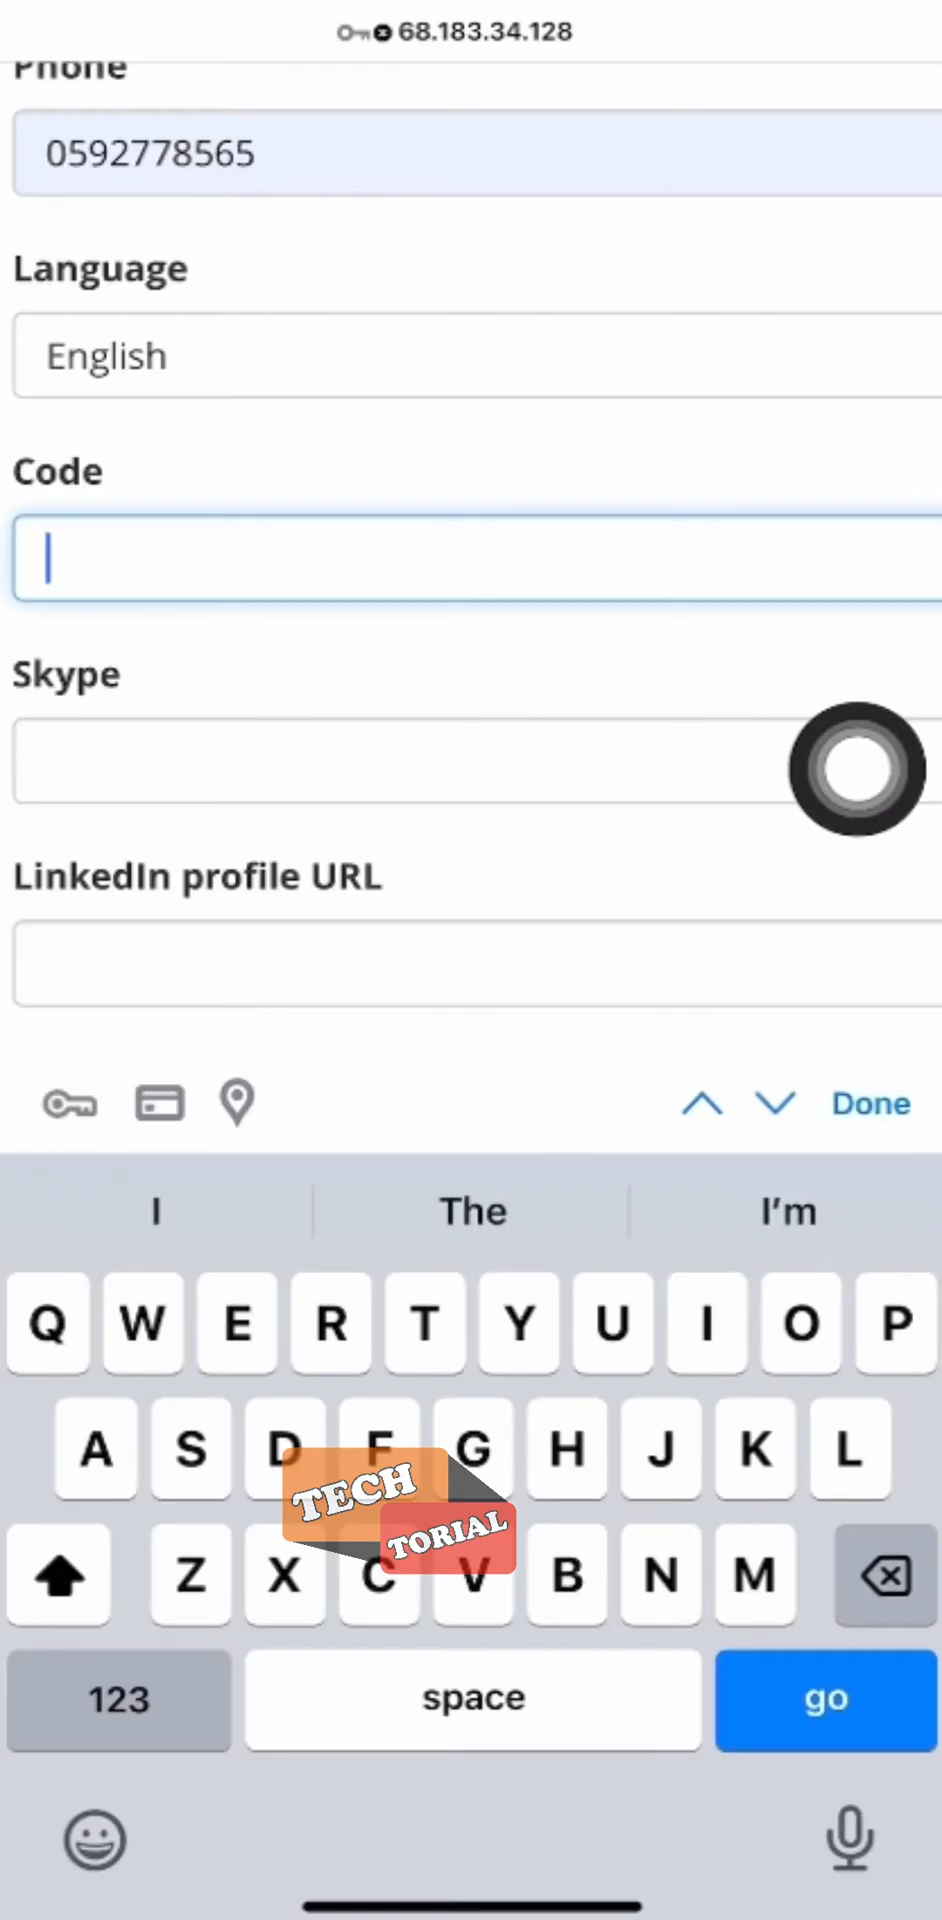 68.183.34.128
Phone
0592778565
Language
English
Code
Skype
LinkedIn profile URL
Done
I The I'm
Q W E R T Y U I O P
A S D F G H J K L
TECH
TORIAL
Z X C V B N M
123 space go